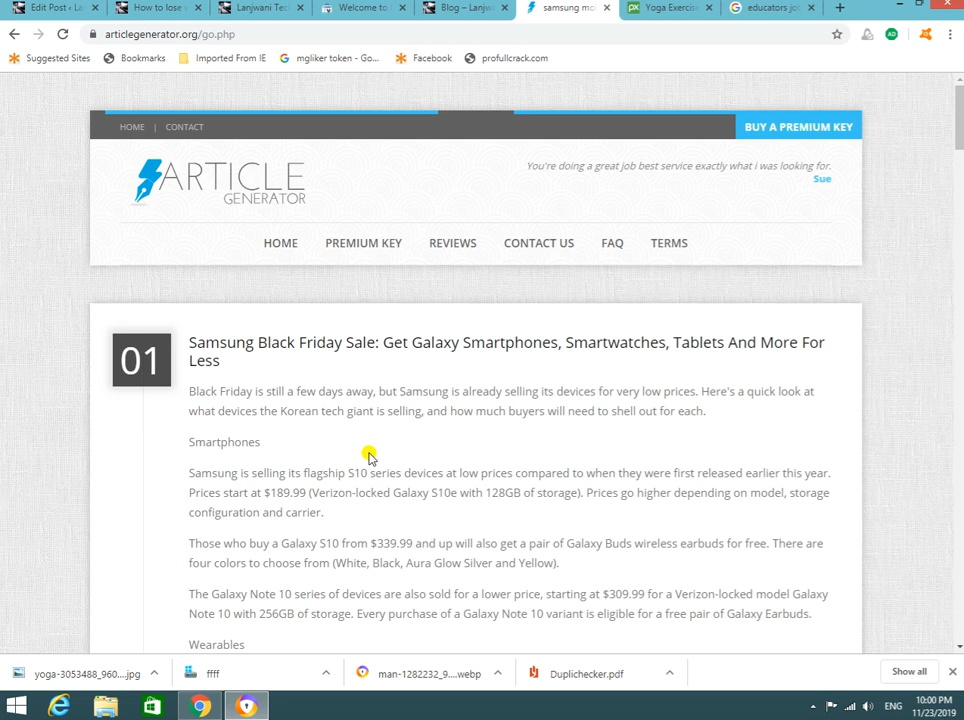 Edit Post ‹ L
How to lose y
Lanjwani Tec
Welcome to
Blog – Lanjw
samsung mo
Yoga Exercis
educators jo
articlegenerator.org/go.php
Suggested Sites
Bookmarks
Imported From IE
mgliker token - Go...
Facebook
profullcrack.com
HOME | CONTACT
BUY A PREMIUM KEY
ARTICLE
GENERATOR
You're doing a great job best service exactly what i was looking for.
Sue
HOME
PREMIUM KEY
REVIEWS
CONTACT US
FAQ
TERMS
01
Samsung Black Friday Sale: Get Galaxy Smartphones, Smartwatches, Tablets And More For
Less
Black Friday is still a few days away, but Samsung is already selling its devices for very low prices. Here's a quick look at
what devices the Korean tech giant is selling, and how much buyers will need to shell out for each.
Smartphones
Samsung is selling its flagship S10 series devices at low prices compared to when they were first released earlier this year.
Prices start at $189.99 (Verizon-locked Galaxy S10e with 128GB of storage). Prices go higher depending on model, storage
configuration and carrier.
Those who buy a Galaxy S10 from $339.99 and up will also get a pair of Galaxy Buds wireless earbuds for free. There are
four colors to choose from (White, Black, Aura Glow Silver and Yellow).
The Galaxy Note 10 series of devices are also sold for a lower price, starting at $309.99 for a Verizon-locked model Galaxy
Note 10 with 256GB of storage. Every purchase of a Galaxy Note 10 variant is eligible for a free pair of Galaxy Earbuds.
Wearables
yoga-3053488_960....jpg
ffff
man-1282232_9....webp
Duplichecker.pdf
Show all
ENG
10:00 PM
11/23/2019